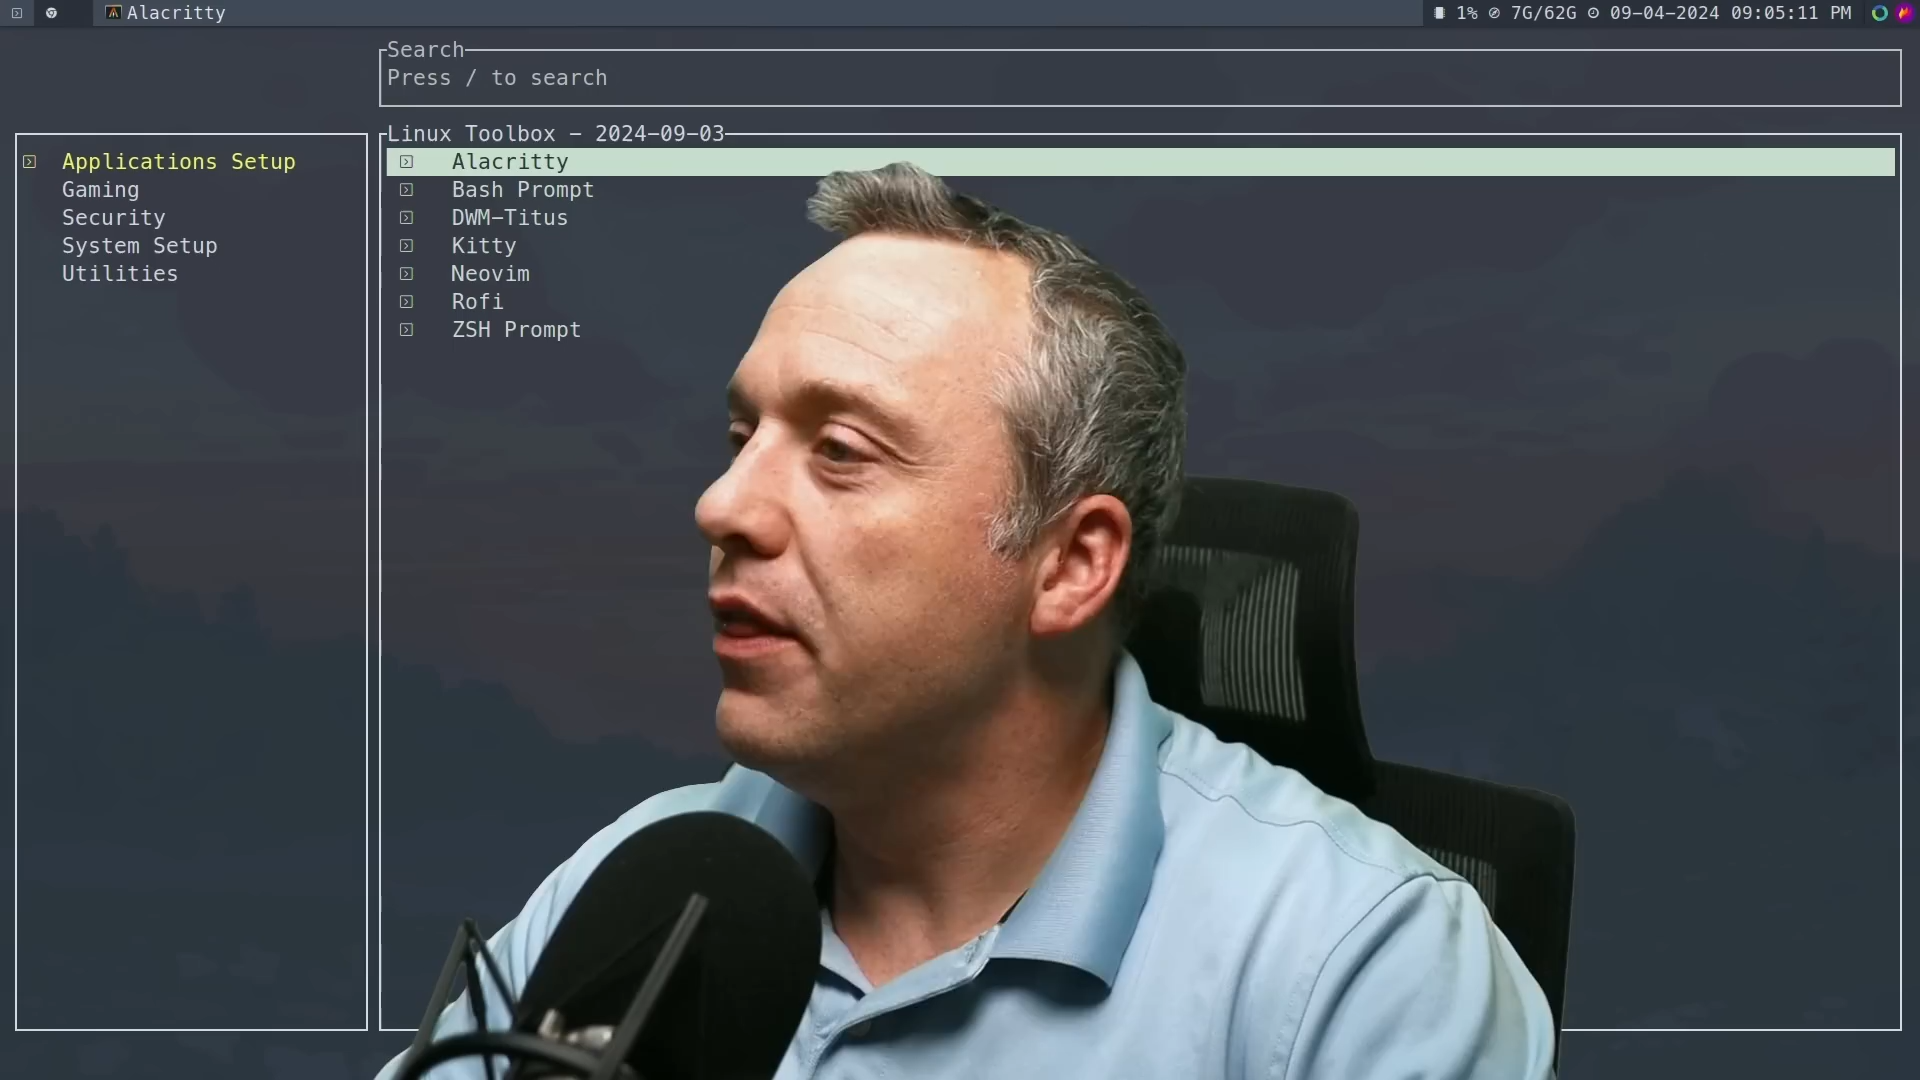 Alacritty
1% 7G/62G 09-04-2024 09:05:11 PM
Search
Press / to search
Applications Setup
Gaming
Security
System Setup
Utilities
Linux Toolbox - 2024-09-03
Alacritty
Bash Prompt
DWM-Titus
Kitty
Neovim
Rofi
ZSH Prompt